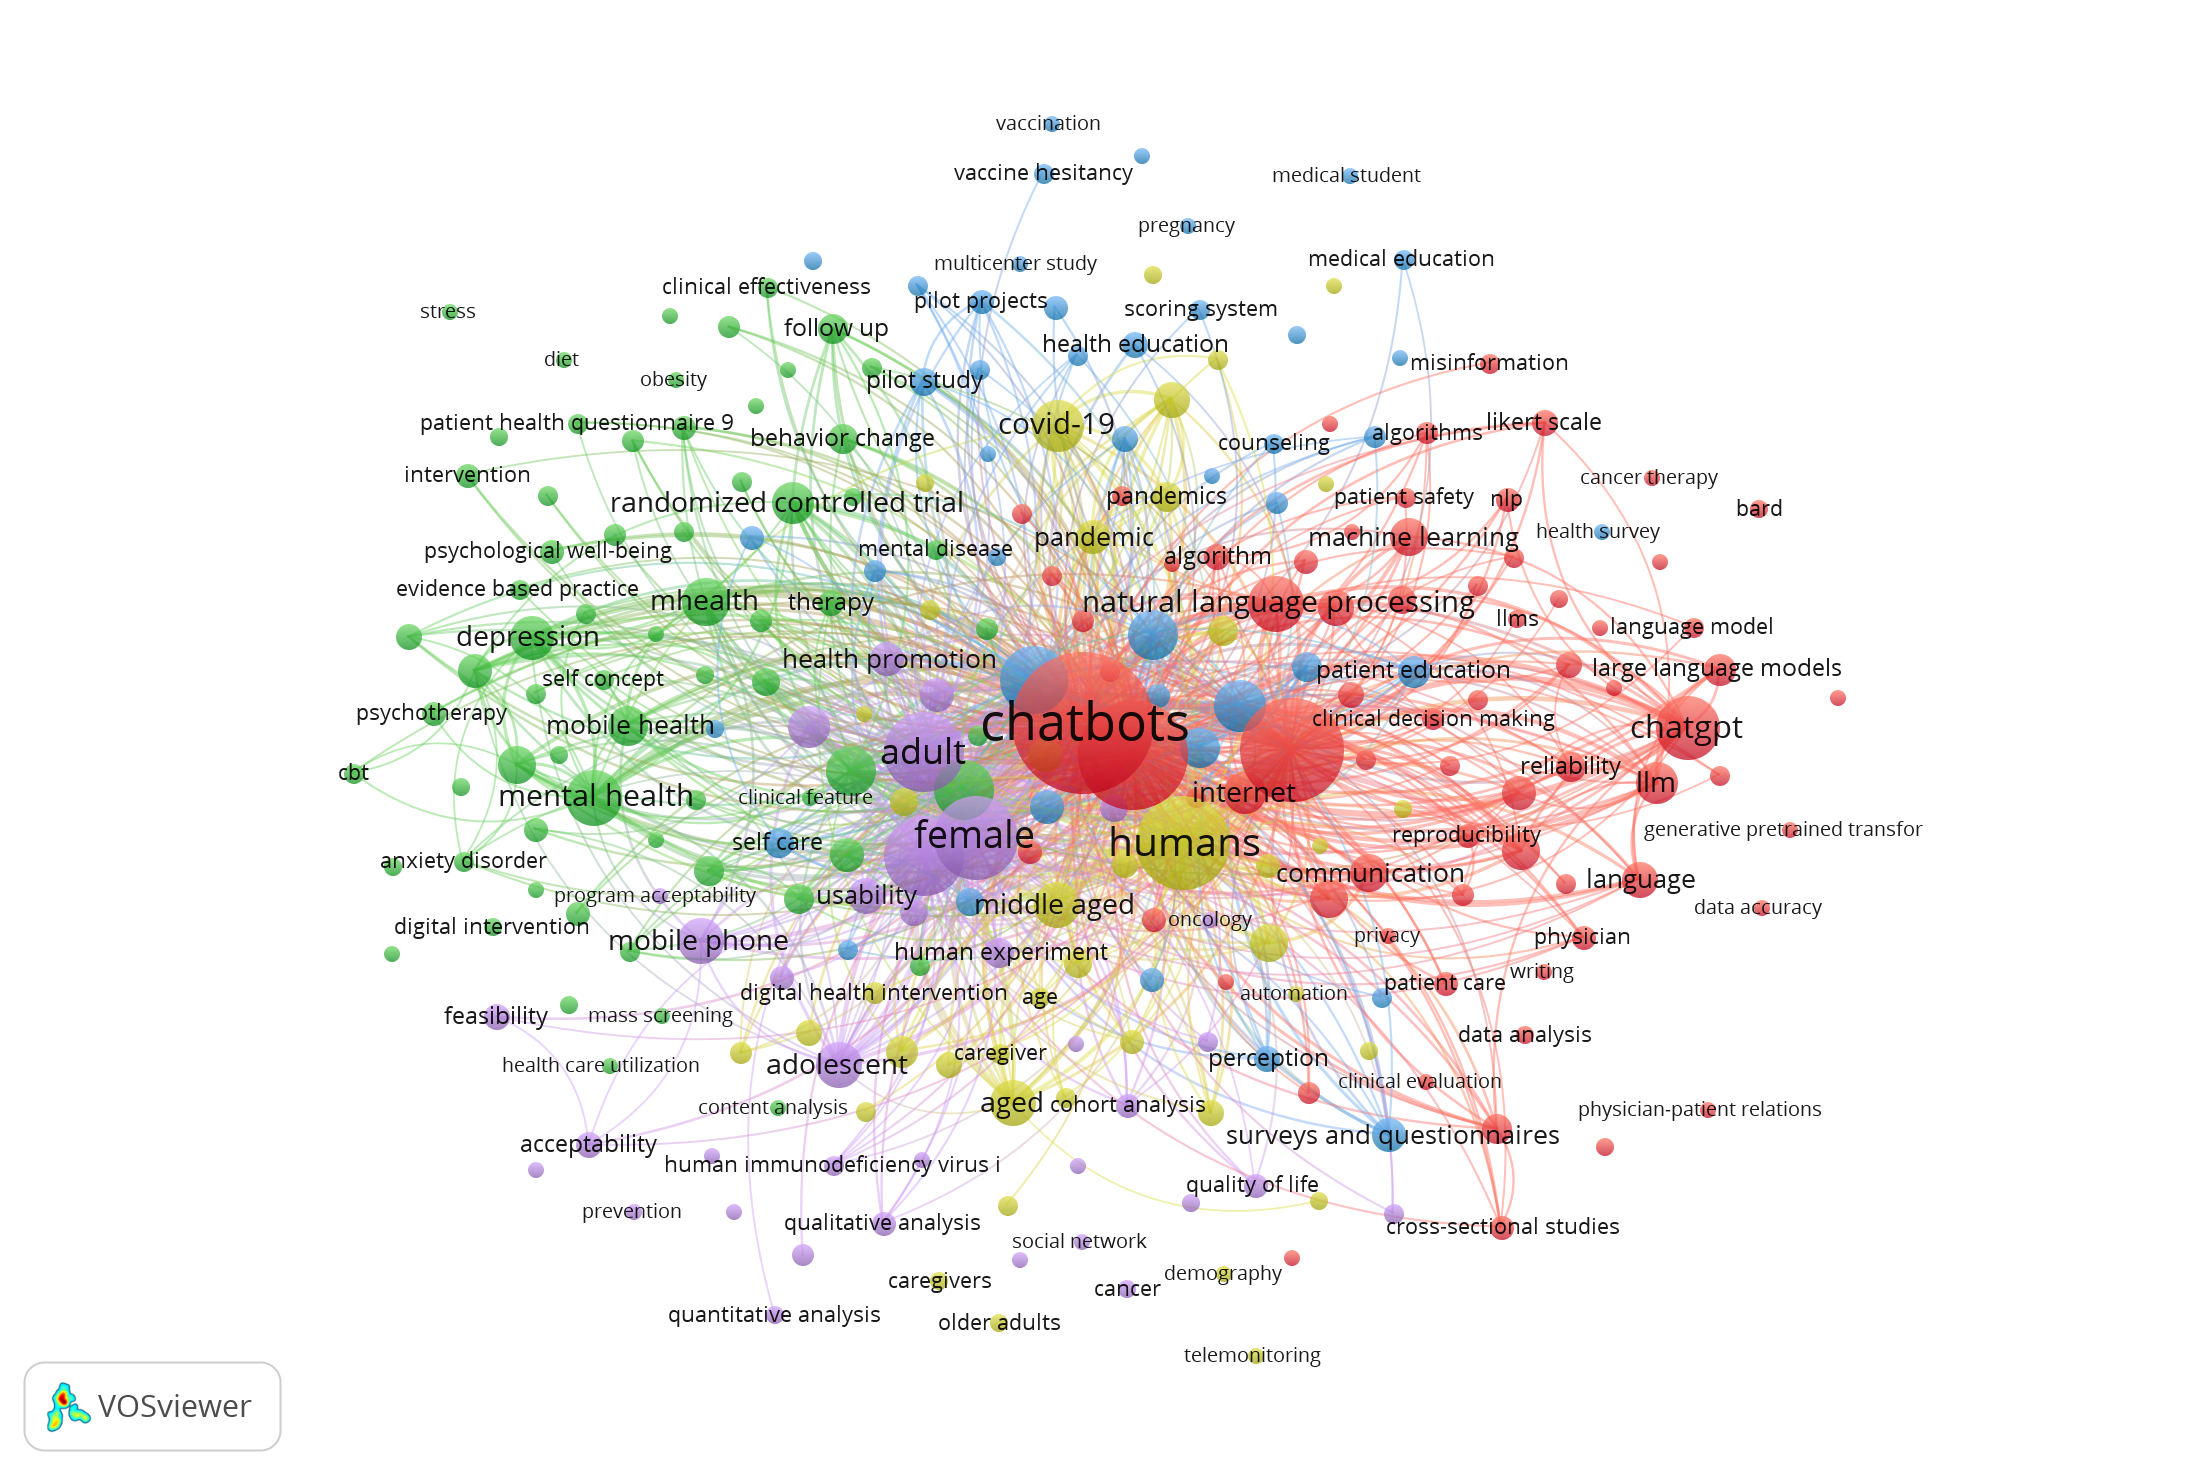 vaccination
vaccine hesitancy
medical student
pregnancy
multicenter study
medical education
clinical effectiveness
pilot projects
scoring system
stress
follow up
health education
diet
obesity
pilot study
misinformation
patient health questionnaire 9
behavior change
covid-19
counseling
algorithms
likert scale
intervention
cancer therapy
randomized controlled trial
pandemics
patient safety
nlp
bard
psychological well-being
mental disease
pandemic
algorithm
machine learning
health survey
evidence based practice
mhealth
therapy
natural language processing
llms
language model
depression
health promotion
patient education
large language models
self concept
psychotherapy
mobile health
chatbots
clinical decision making
chatgpt
adult
cbt
mental health
clinical feature
internet
reliability
llm
self care
female
humans
reproducibility
generative pretrained transfor
anxiety disorder
program acceptability
usability
middle aged
communication
language
oncology
data accuracy
digital intervention
mobile phone
human experiment
privacy
physician
writing
digital health intervention
age
automation
patient care
feasibility
mass screening
data analysis
health care utilization
adolescent
caregiver
perception
clinical evaluation
content analysis
aged
cohort analysis
physician-patient relations
acceptability
surveys and questionnaires
human immunodeficiency virus i
quality of life
prevention
qualitative analysis
cross-sectional studies
social network
demography
caregivers
cancer
quantitative analysis
older adults
telemonitoring
VOSviewer